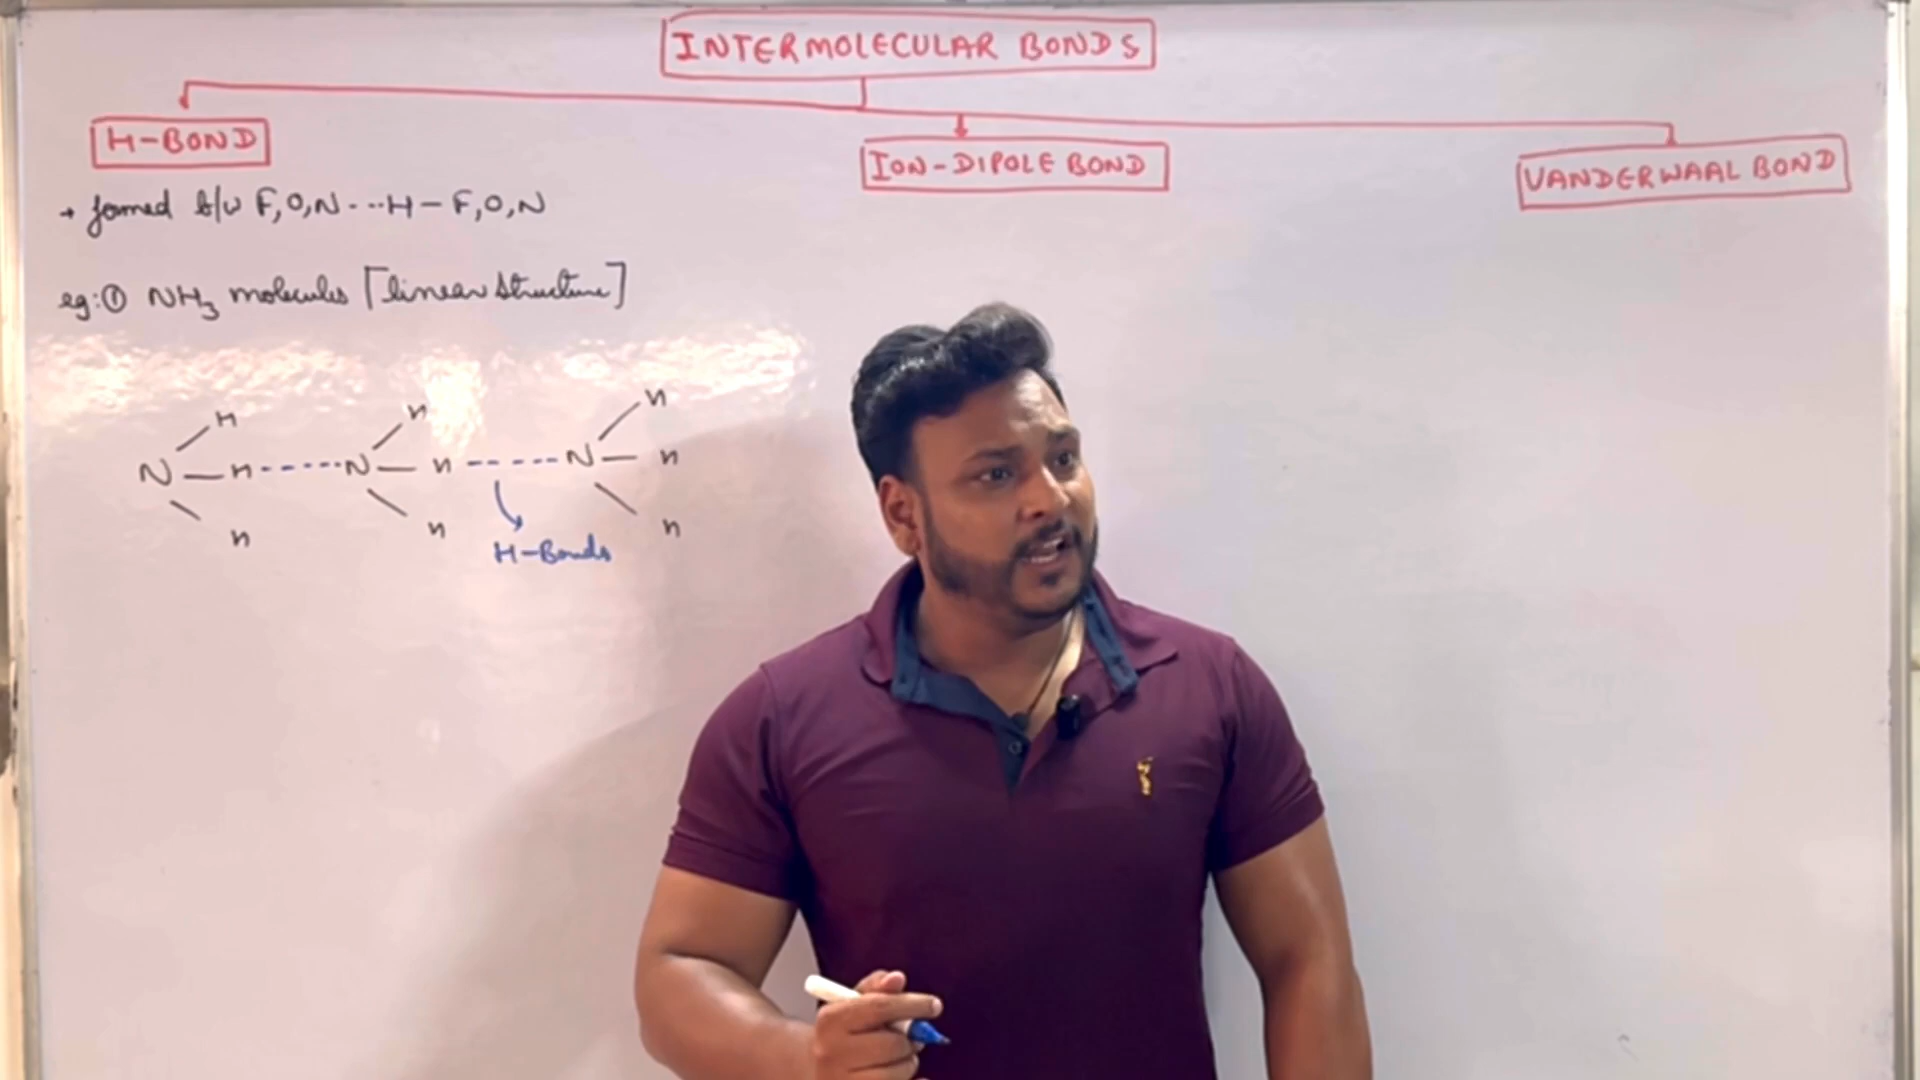 INTERMOLECULAR BONDS
H-BOND
ION-DIPOLE BOND
VANDERWAAL BOND
→ formed b/w F,O,N----H-F,O,N
eg:① NH3 molecules [linear structure]
H H H
N-H-----N-H-----N-H
H H H
H-Bonds